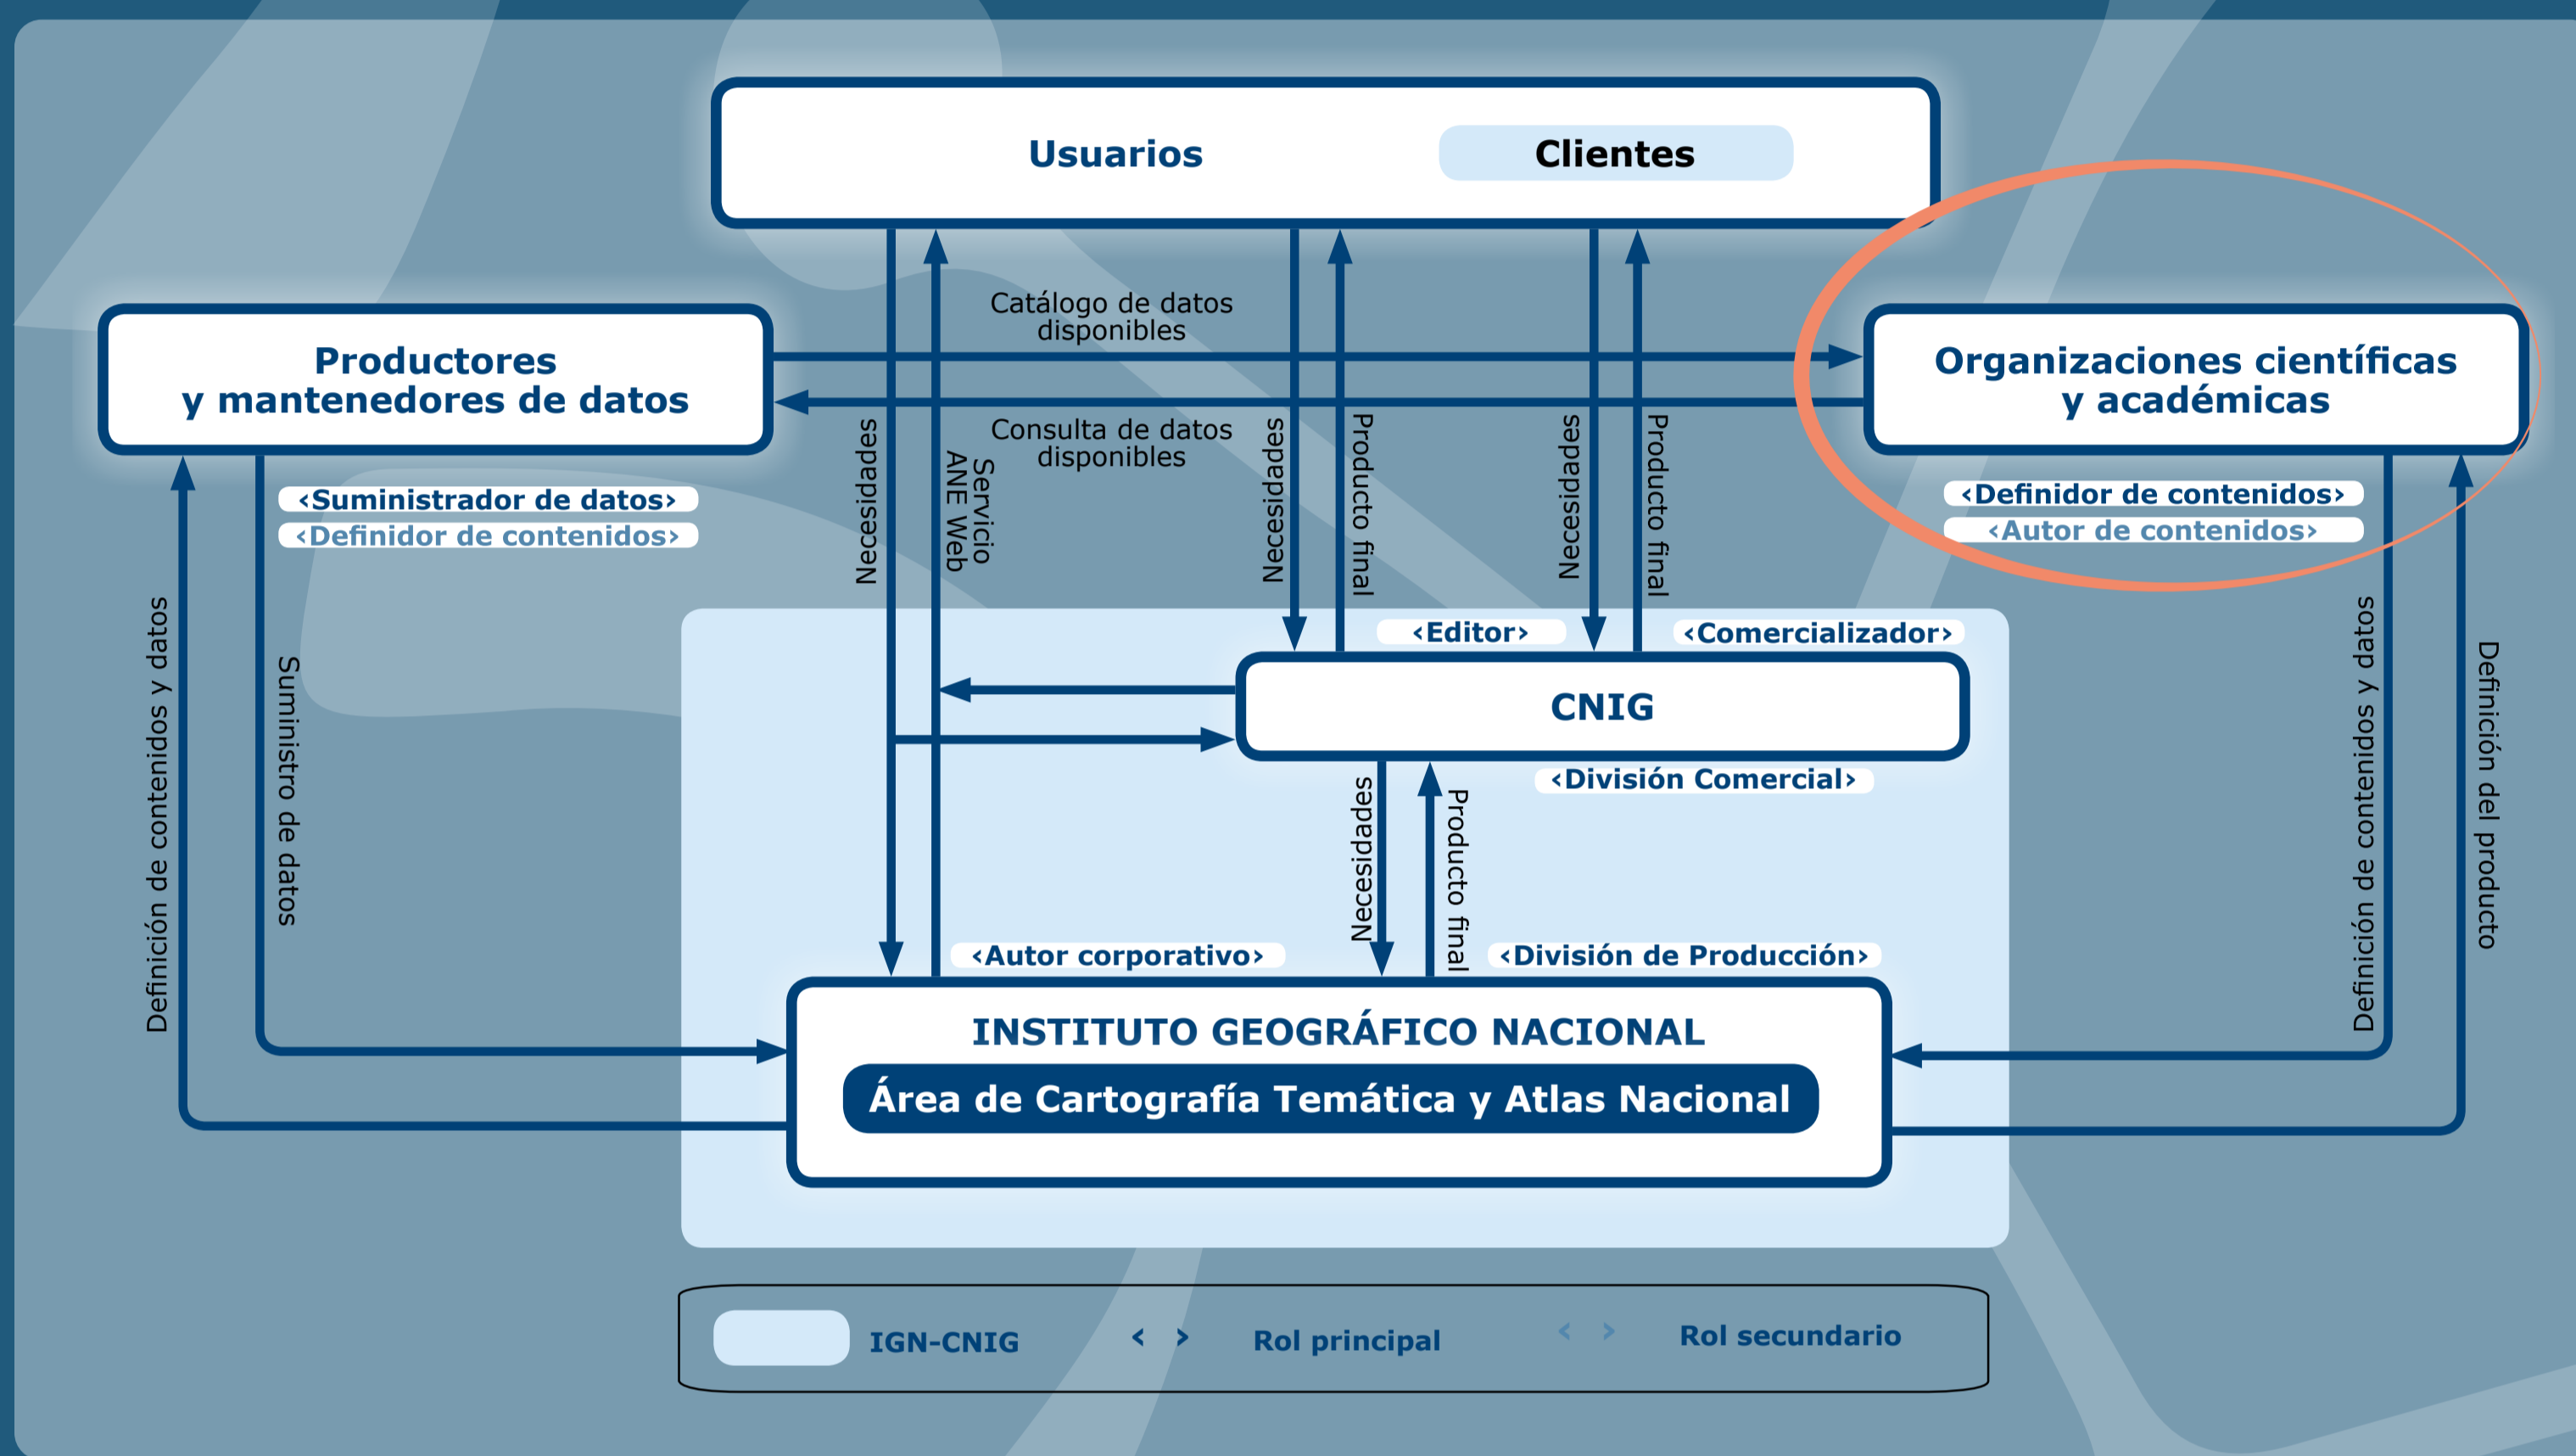 Usuarios
Clientes
Catálogo de datos
disponibles
Productores
y mantenedores de datos
Organizaciones científicas
y académicas
Consulta de datos
disponibles
Necesidades
Servicio
ANE Web
Necesidades
Producto final
Necesidades
Producto final
‹Suministrador de datos›
‹Definidor de contenidos›
‹Definidor de contenidos›
‹Autor de contenidos›
Definición de contenidos y datos
Suministro de datos
‹Editor›
‹Comercializador›
CNIG
‹División Comercial›
Definición de contenidos y datos
Definición del producto
Necesidades
Producto final
‹Autor corporativo›
‹División de Producción›
INSTITUTO GEOGRÁFICO NACIONAL
Área de Cartografía Temática y Atlas Nacional
IGN-CNIG
‹ ›
Rol principal
‹ ›
Rol secundario